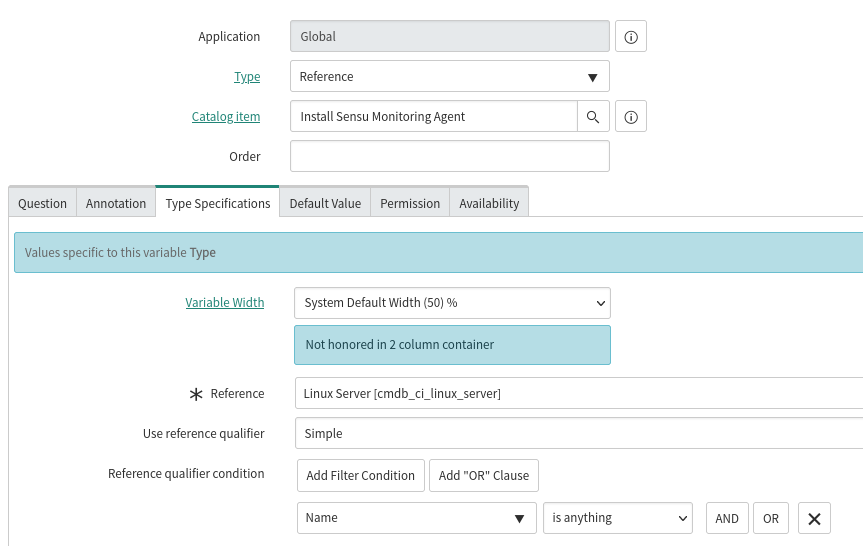 Application Global
Type Reference
Catalog item Install Sensu Monitoring Agent
Order
Question Annotation Type Specifications Default Value Permission Availability
Values specific to this variable Type
Variable Width System Default Width (50) %
Not honored in 2 column container
Reference Linux Server [cmdb_ci_linux_server]
Use reference qualifier Simple
Reference qualifier condition Add Filter Condition Add "OR" Clause
Name is anything AND OR